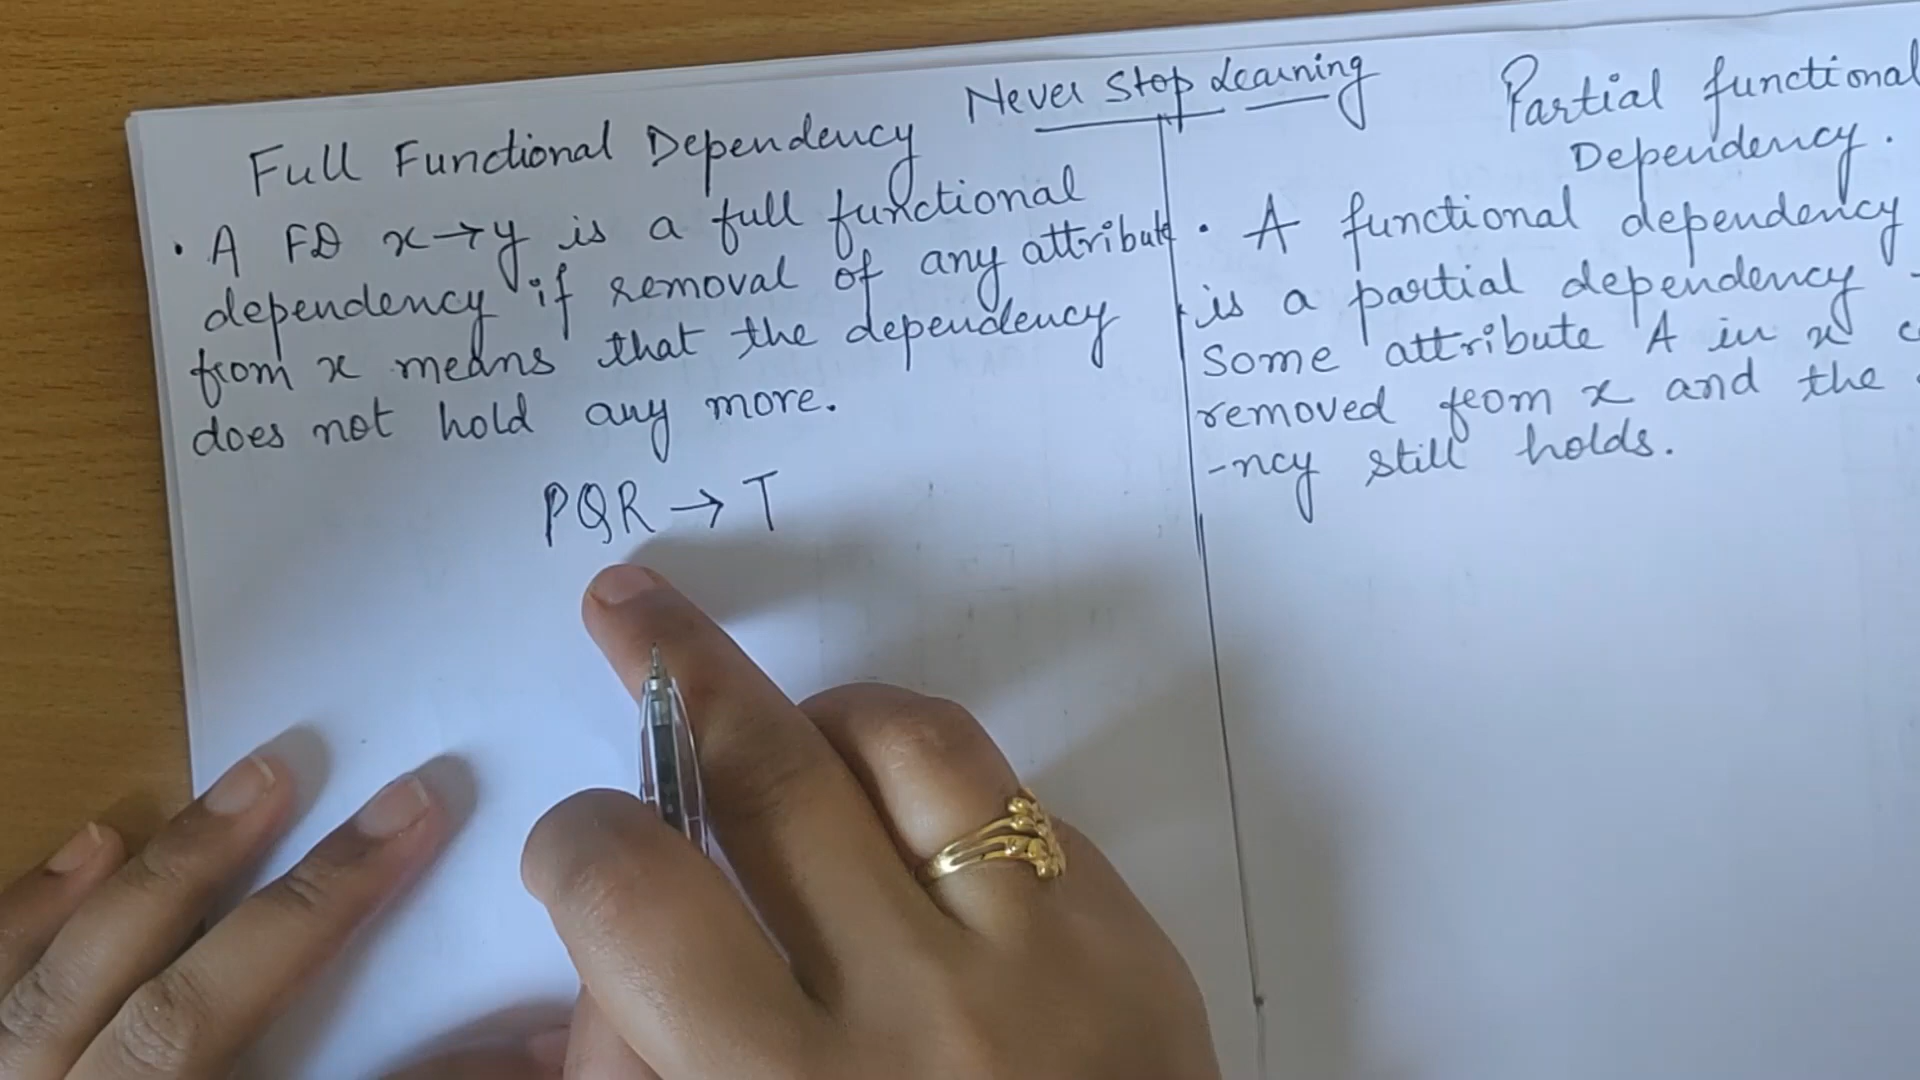 Never Stop Learning
Full Functional Dependency
. A FD x→y is a full functional
dependency if removal of any attribute
from x means that the dependency
does not hold any more.
PQR → T
Partial functional
Dependency.
. A functional dependency
is a partial dependency
some attribute A in x
removed from x and the
-ncy still holds.